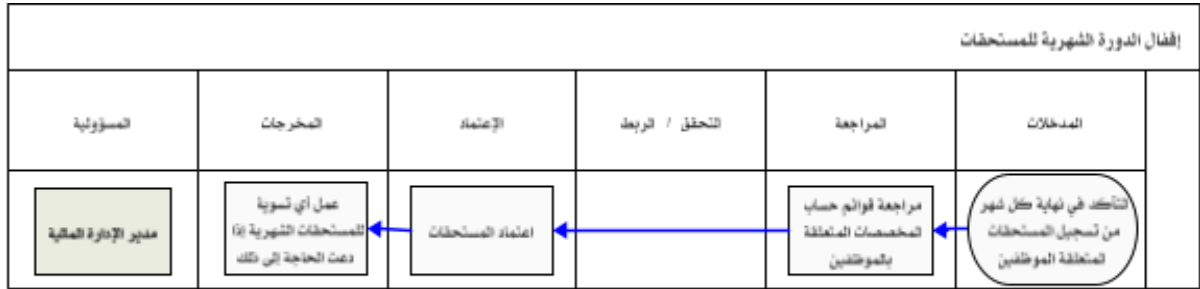 إقفال الدورة الشهرية للمستحقات
المدخلات
المراجعة
التحقق / الربط
الإعتماد
المخرجات
المسؤولية
التأكد في نهاية كل شهر
من تسجيل المستحقات
المتعلقة الموظفين
مراجعة قوائم حساب
المخصصات المتعلقة
بالموظفين
اعتماد المستحقات
عمل أي تسوية
للمستحقات الشهرية إذا
دعت الحاجة إلى ذلك
مدير الإدارة المالية